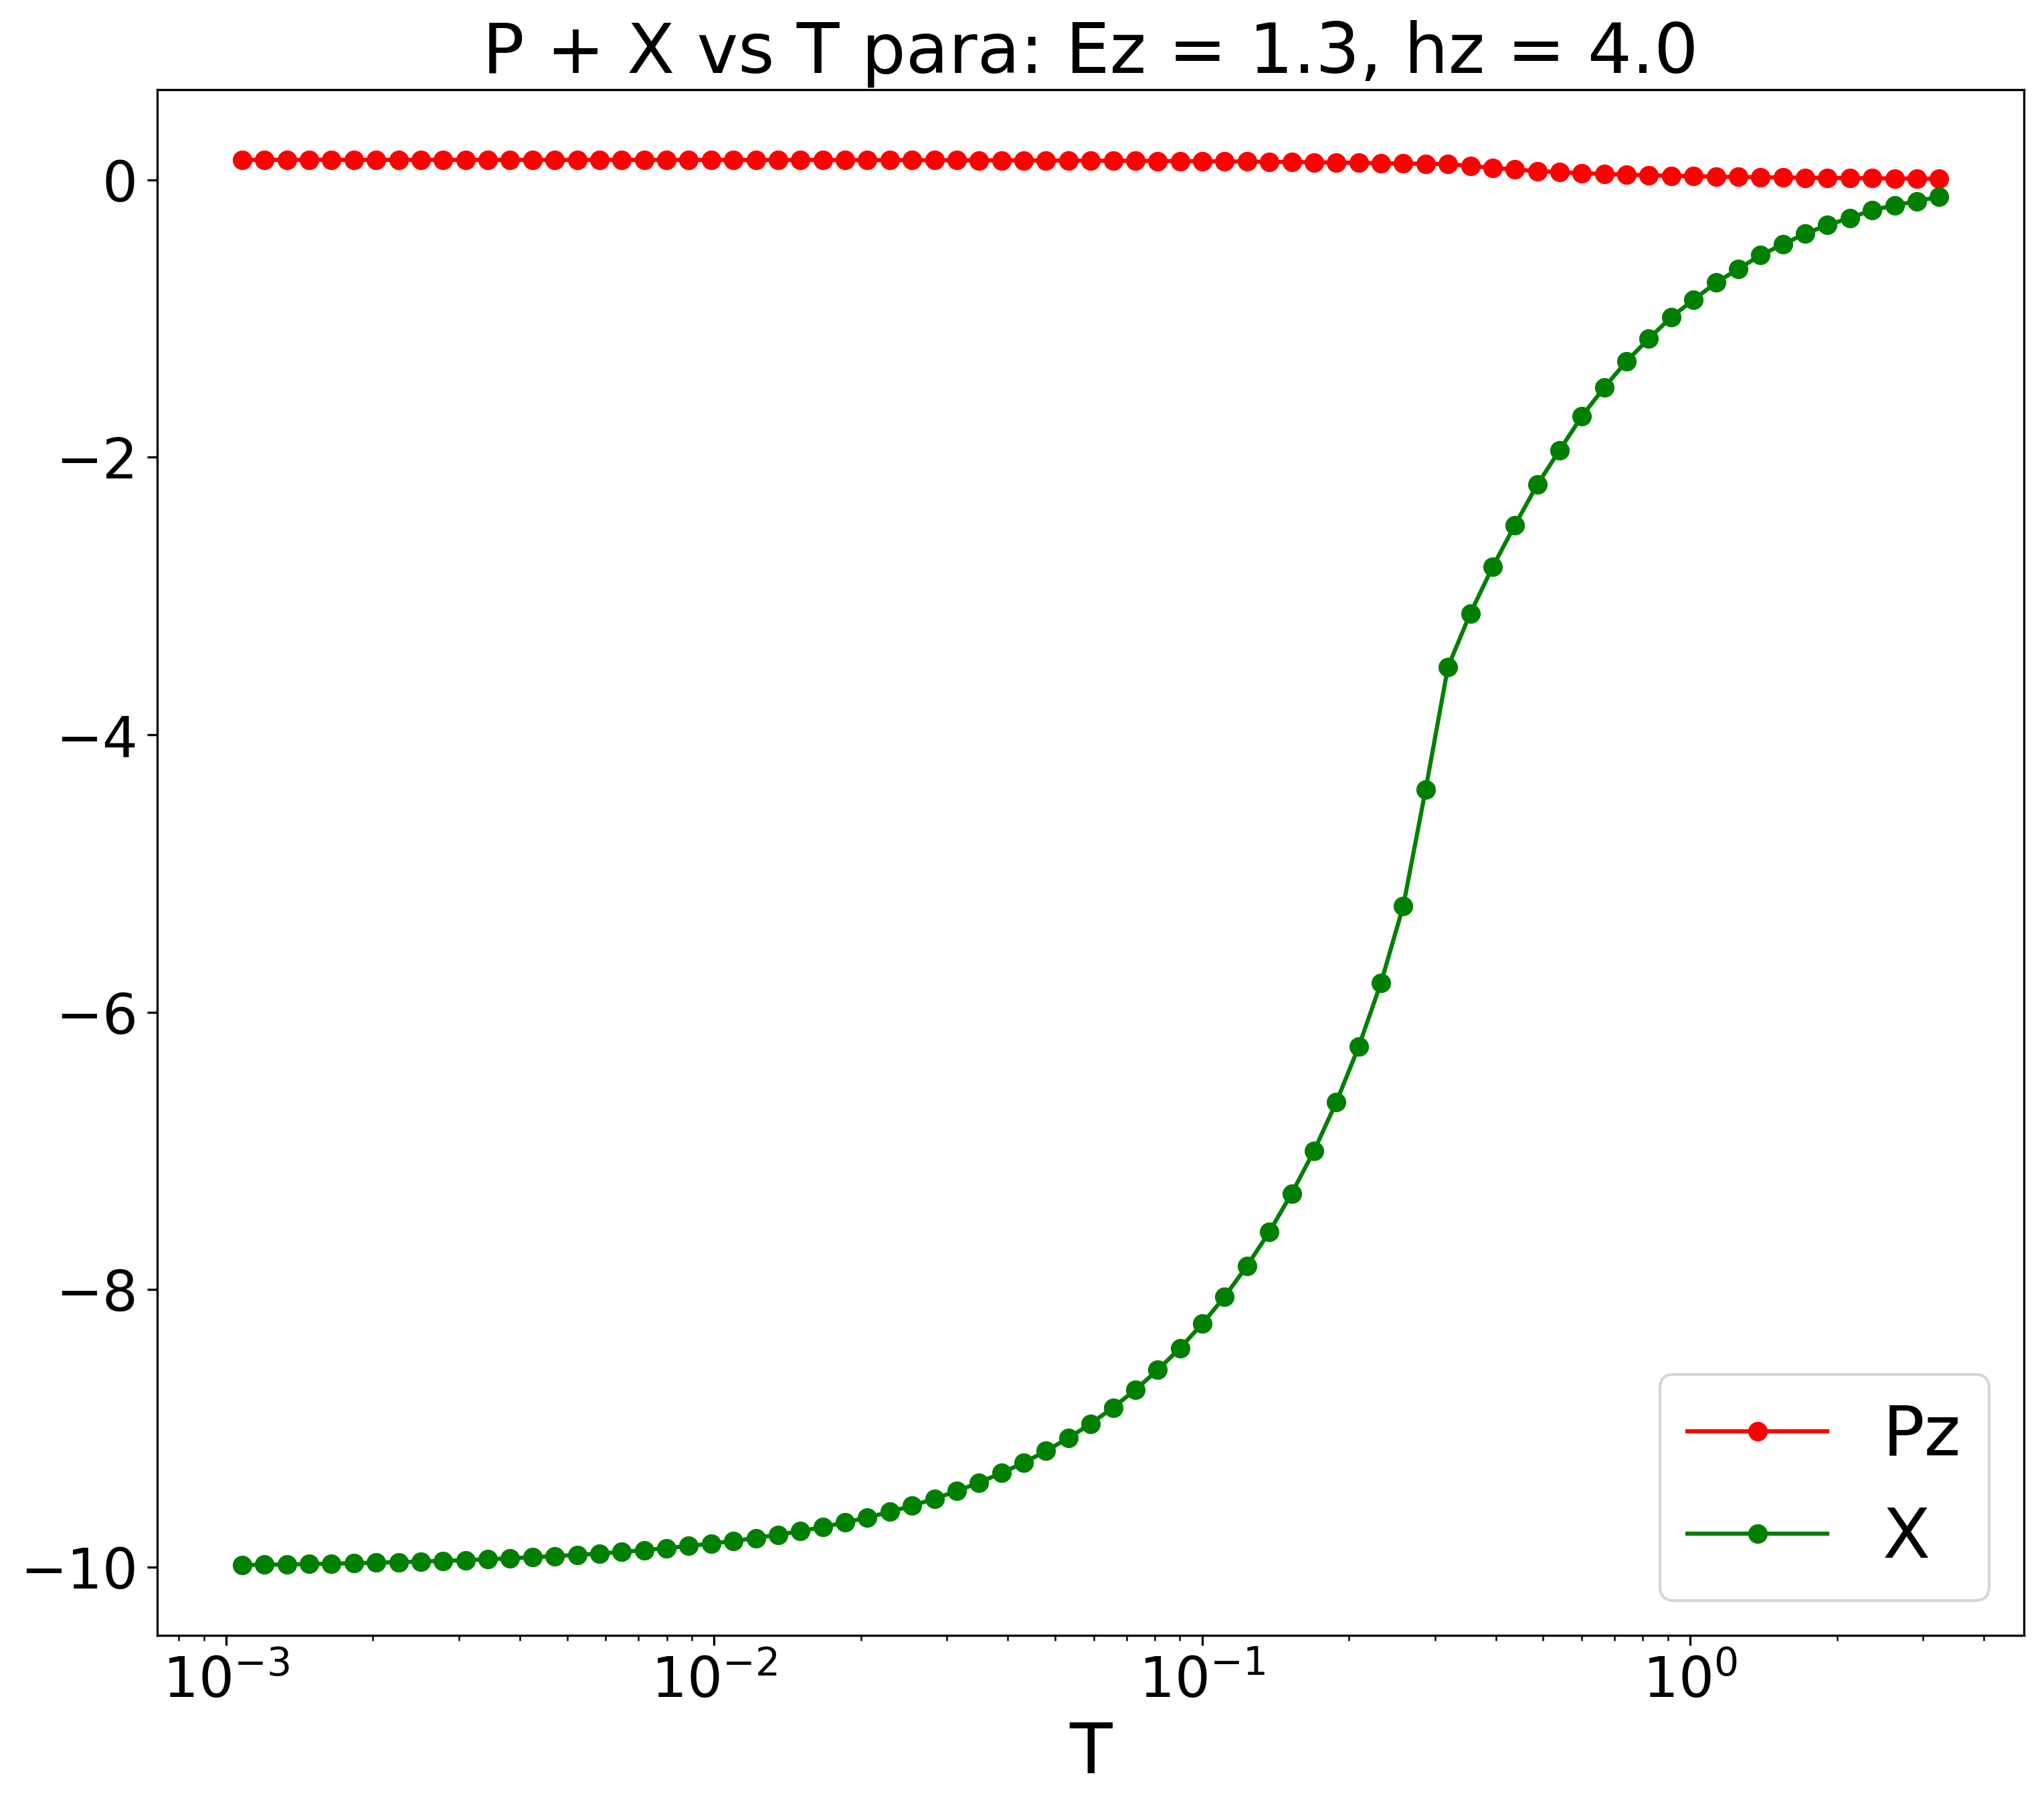 P + X vs T para: Ez = 1.3, hz = 4.0
0
−2
−4
−6
−8
−10
Pz
X
10⁻³ 10⁻² 10⁻¹ 10⁰
T